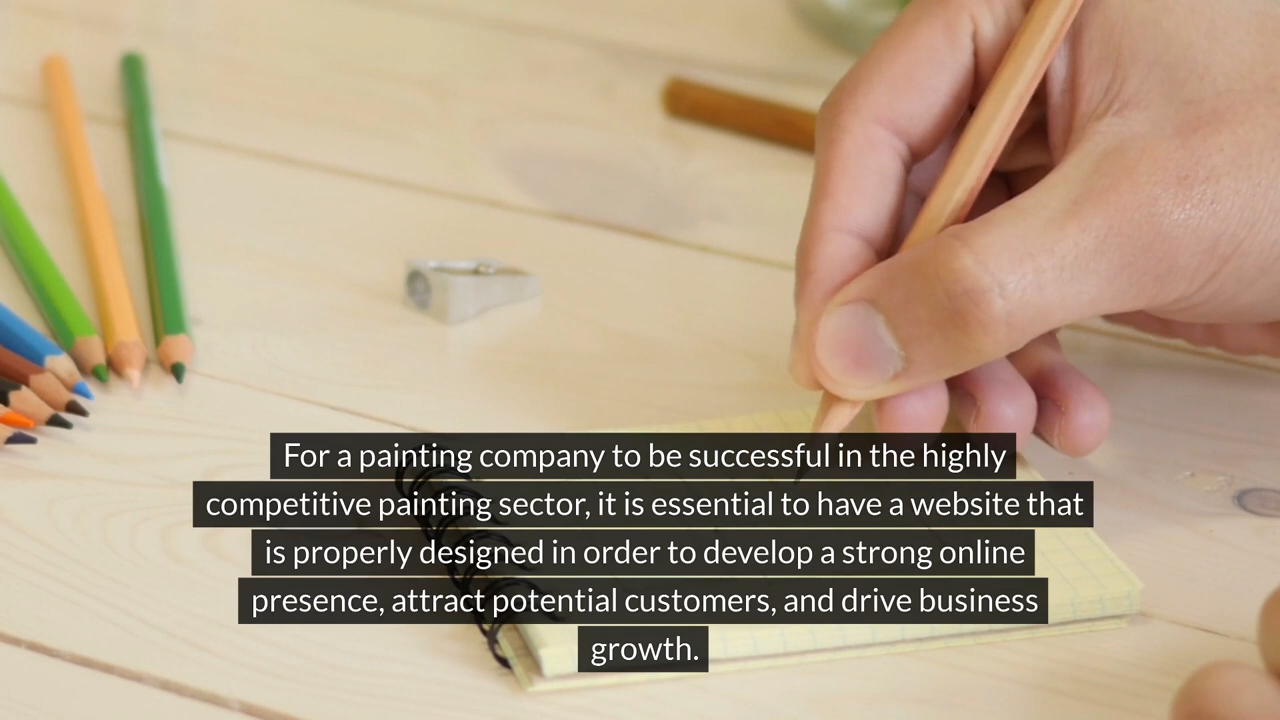 For a painting company to be successful in the highly
competitive painting sector, it is essential to have a website that
is properly designed in order to develop a strong online
presence, attract potential customers, and drive business
growth.